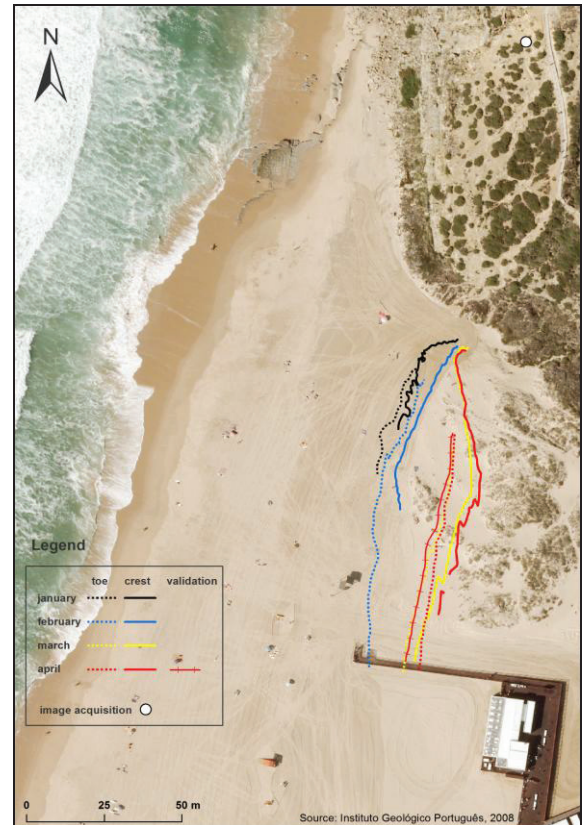 N
Legend
toe crest validation
january
february
march
april
image acquisition
0 25 50 m
Source: Instituto Geológico Português, 2008